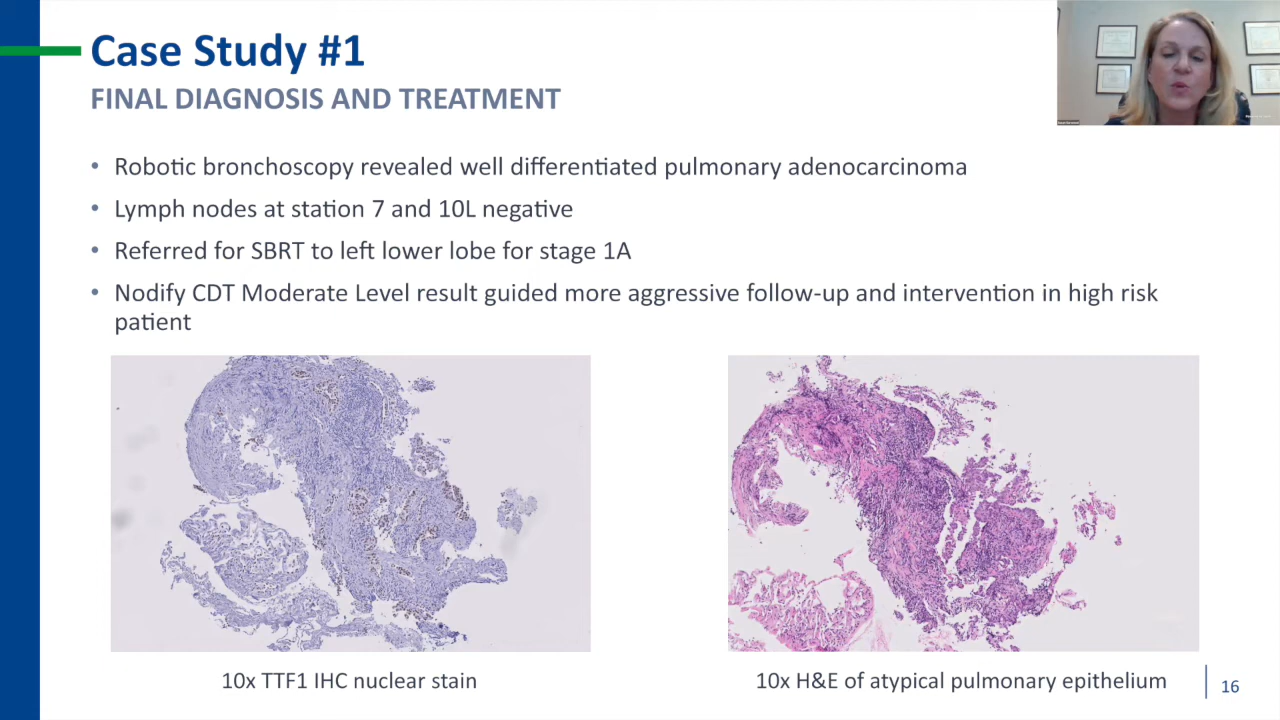 Case Study #1
FINAL DIAGNOSIS AND TREATMENT
• Robotic bronchoscopy revealed well differentiated pulmonary adenocarcinoma
• Lymph nodes at station 7 and 10L negative
• Referred for SBRT to left lower lobe for stage 1A
• Nodify CDT Moderate Level result guided more aggressive follow-up and intervention in high risk
patient
10x TTF1 IHC nuclear stain
10x H&E of atypical pulmonary epithelium
16